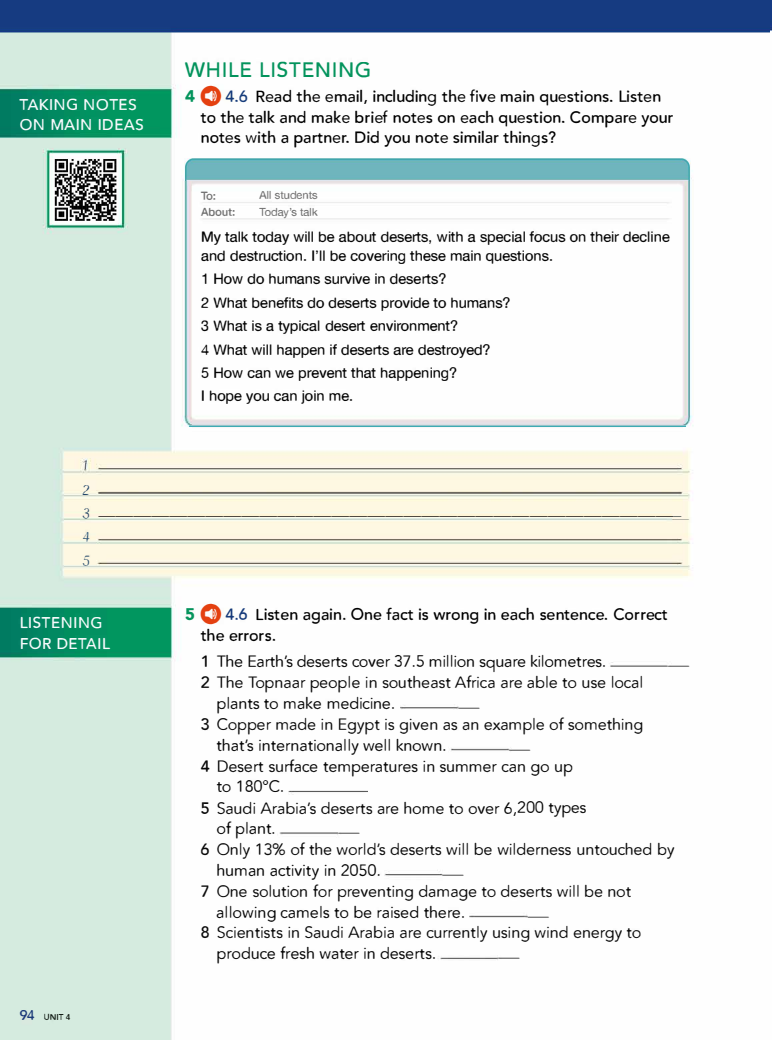 WHILE LISTENING
TAKING NOTES
ON MAIN IDEAS
4 4.6 Read the email, including the five main questions. Listen
to the talk and make brief notes on each question. Compare your
notes with a partner. Did you note similar things?
To: All students
About: Today's talk
My talk today will be about deserts, with a special focus on their decline
and destruction. I'll be covering these main questions.
1 How do humans survive in deserts?
2 What benefits do deserts provide to humans?
3 What is a typical desert environment?
4 What will happen if deserts are destroyed?
5 How can we prevent that happening?
I hope you can join me.
1
2
3
4
5
LISTENING
FOR DETAIL
5 4.6 Listen again. One fact is wrong in each sentence. Correct
the errors.
1 The Earth's deserts cover 37.5 million square kilometres.
2 The Topnaar people in southeast Africa are able to use local
plants to make medicine.
3 Copper made in Egypt is given as an example of something
that's internationally well known.
4 Desert surface temperatures in summer can go up
to 180°C.
5 Saudi Arabia's deserts are home to over 6,200 types
of plant.
6 Only 13% of the world's deserts will be wilderness untouched by
human activity in 2050.
7 One solution for preventing damage to deserts will be not
allowing camels to be raised there.
8 Scientists in Saudi Arabia are currently using wind energy to
produce fresh water in deserts.
94 UNIT 4